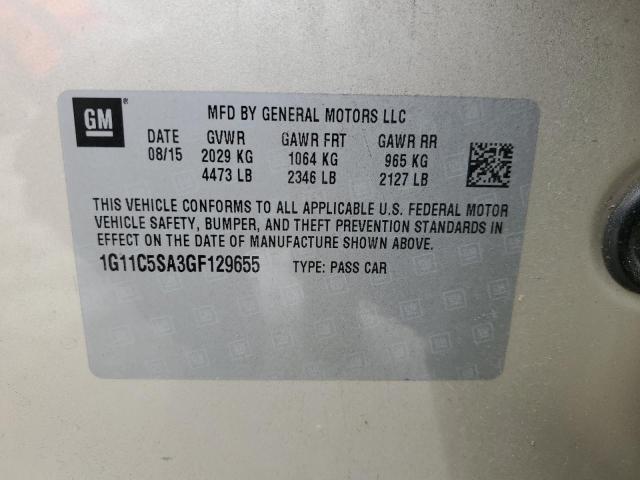 GM
MFD BY GENERAL MOTORS LLC
DATE GVWR GAWR FRT GAWR RR
08/15 2029 KG 1064 KG 965 KG
4473 LB 2346 LB 2127 LB
THIS VEHICLE CONFORMS TO ALL APPLICABLE U.S. FEDERAL MOTOR
VEHICLE SAFETY, BUMPER, AND THEFT PREVENTION STANDARDS IN
EFFECT ON THE DATE OF MANUFACTURE SHOWN ABOVE.
1G11C5SA3GF129655 TYPE: PASS CAR